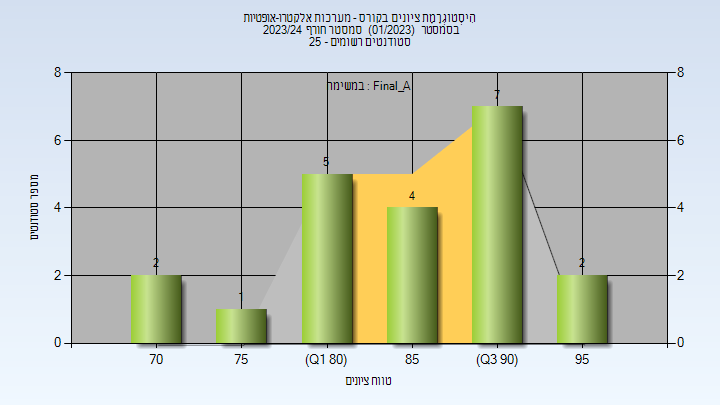 היסטוגרמת ציונים בקורס - מערכות אלקטרו-אופטיות
בסמסטר (01/2023) סמסטר חורף 2023/24
סטודנטים רשומים - 25
במשימה : Final_A
8 8
6 6
4 4
2 2
0 0
2 1 5 4 7 2
מספר סטודנטים
70 75 (Q1 80) 85 (Q3 90) 95
טווח ציונים